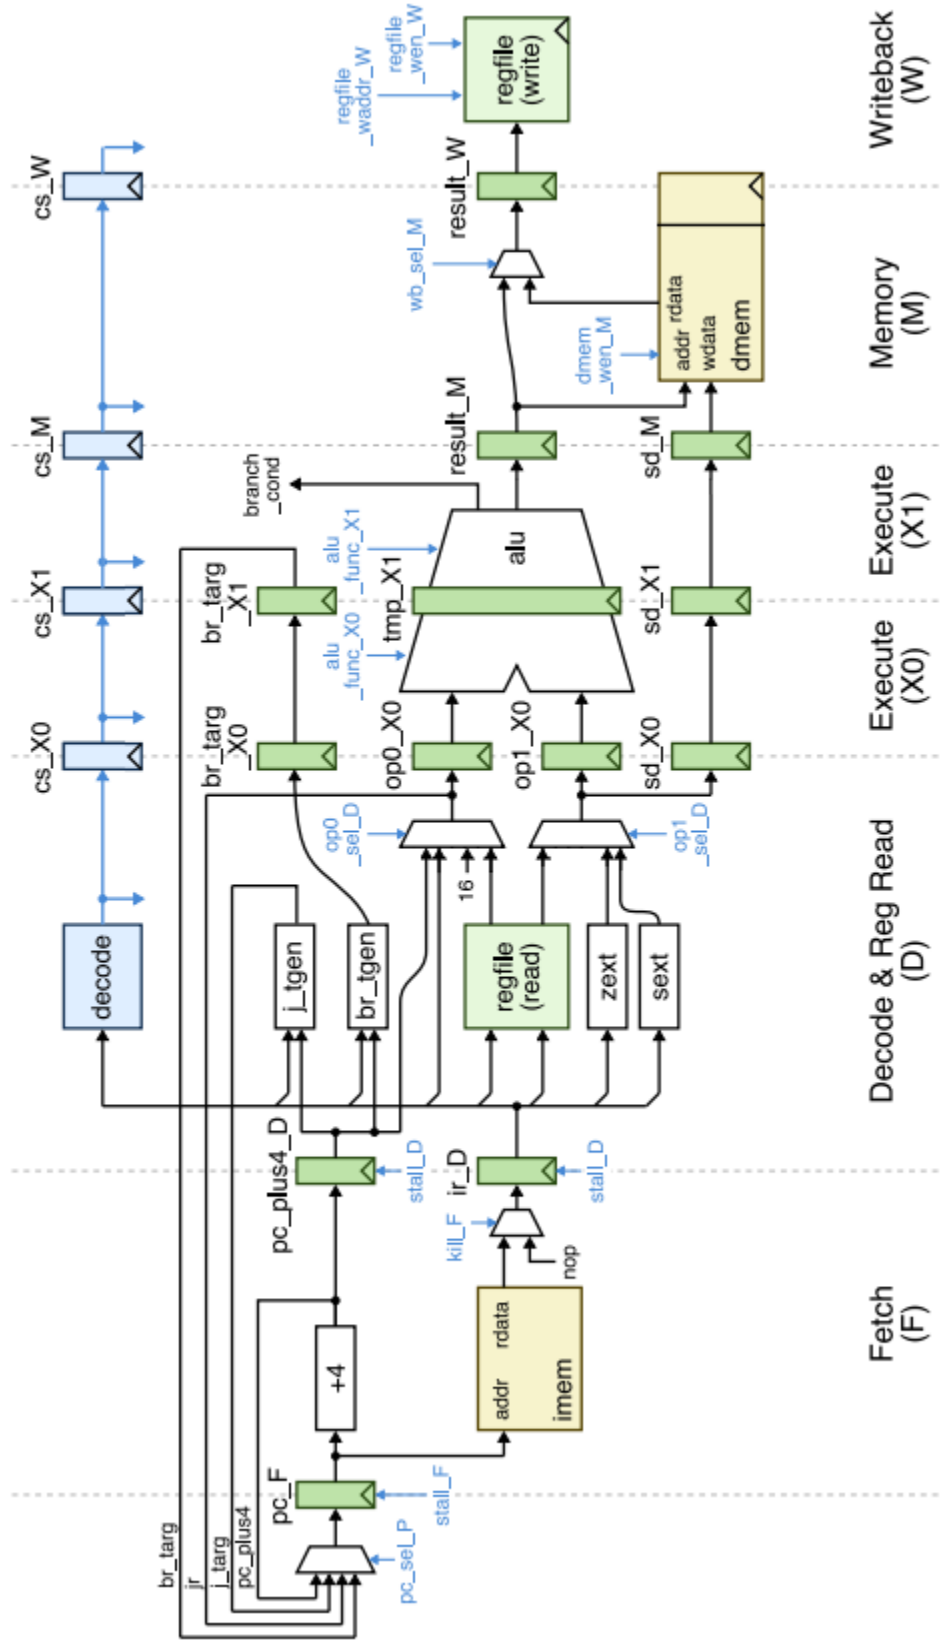 cs_X0
cs_X1
cs_M
cs_W
decode
br_targ
jr
j_targ
pc_plus4
pc_sel_P
pc_F
stall_F
+4
addr
rdata
imem
nop
kill_F
pc_plus4_D
stall_D
ir_D
stall_D
j_tgen
br_tgen
regfile
(read)
zext
sext
16
op0
_sel_D
op1
_sel_D
br_targ
_X0
br_targ
_X1
op0_X0
op1_X0
sd_X0
alu
_func_X0
alu
_func_X1
tmp_X1
alu
sd_X1
branch
_cond
result_M
sd_M
dmem
_wen_M
addr
rdata
wdata
dmem
wb_sel_M
result_W
regfile
_waddr_W
regfile
_wen_W
regfile
(write)
Fetch
(F)
Decode & Reg Read
(D)
Execute
(X0)
Execute
(X1)
Memory
(M)
Writeback
(W)